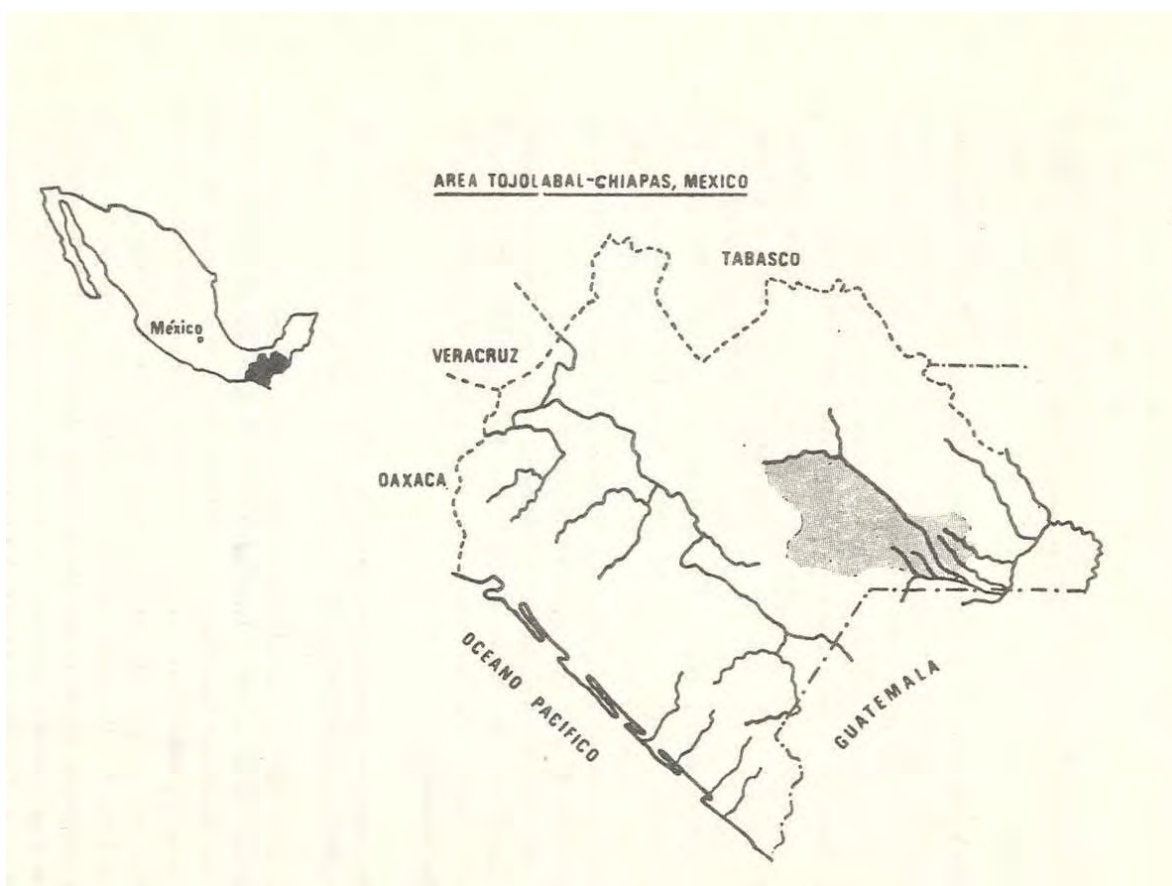 AREA TOJOLABAL-CHIAPAS, MEXICO
TABASCO
México
VERACRUZ
OAXACA
OCEANO PACIFICO
GUATEMALA